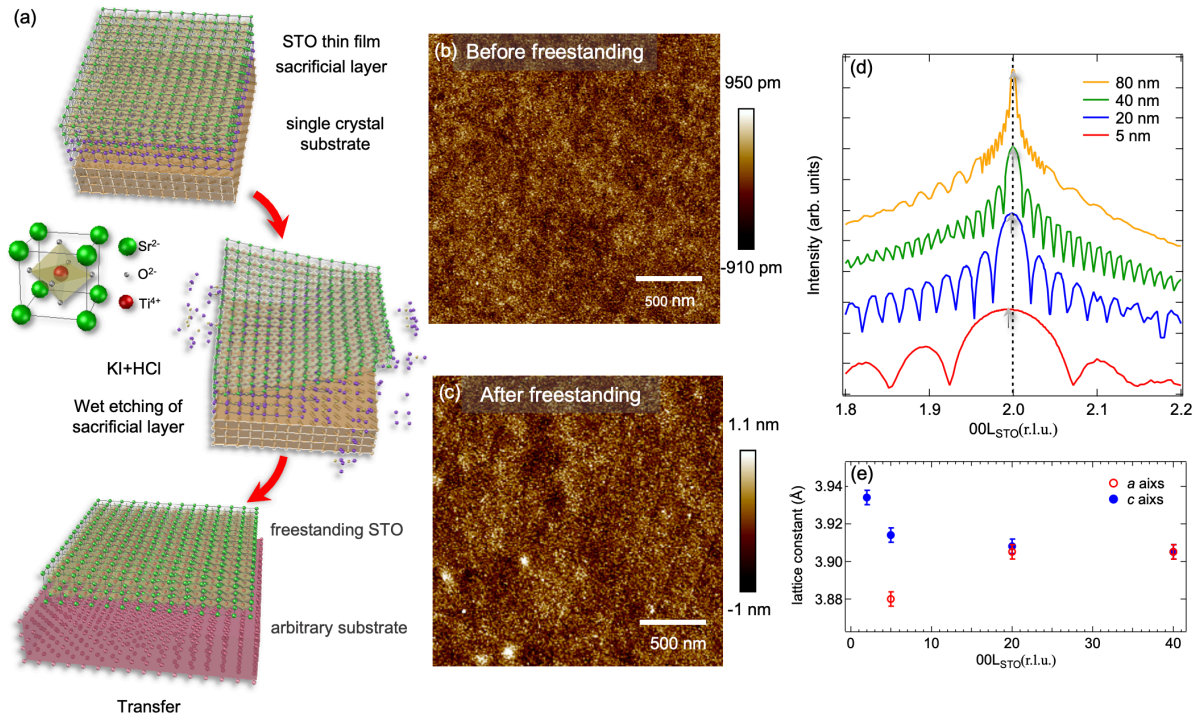 (a)
STO thin film
sacrificial layer
single crystal
substrate
Sr²⁻
O²⁻
Ti⁴⁺
KI+HCl
Wet etching of
sacrificial layer
freestanding STO
arbitrary substrate
Transfer
(b) Before freestanding
500 nm
950 pm
-910 pm
(c) After freestanding
500 nm
1.1 nm
-1 nm
(d)
80 nm
40 nm
20 nm
5 nm
Intensity (arb. units)
1.8 1.9 2.0 2.1 2.2
00L_STO(r.l.u.)
(e)
a aixs
c aixs
lattice constant (Å)
3.94
3.92
3.90
3.88
0 10 20 30 40
00L_STO(r.l.u.)